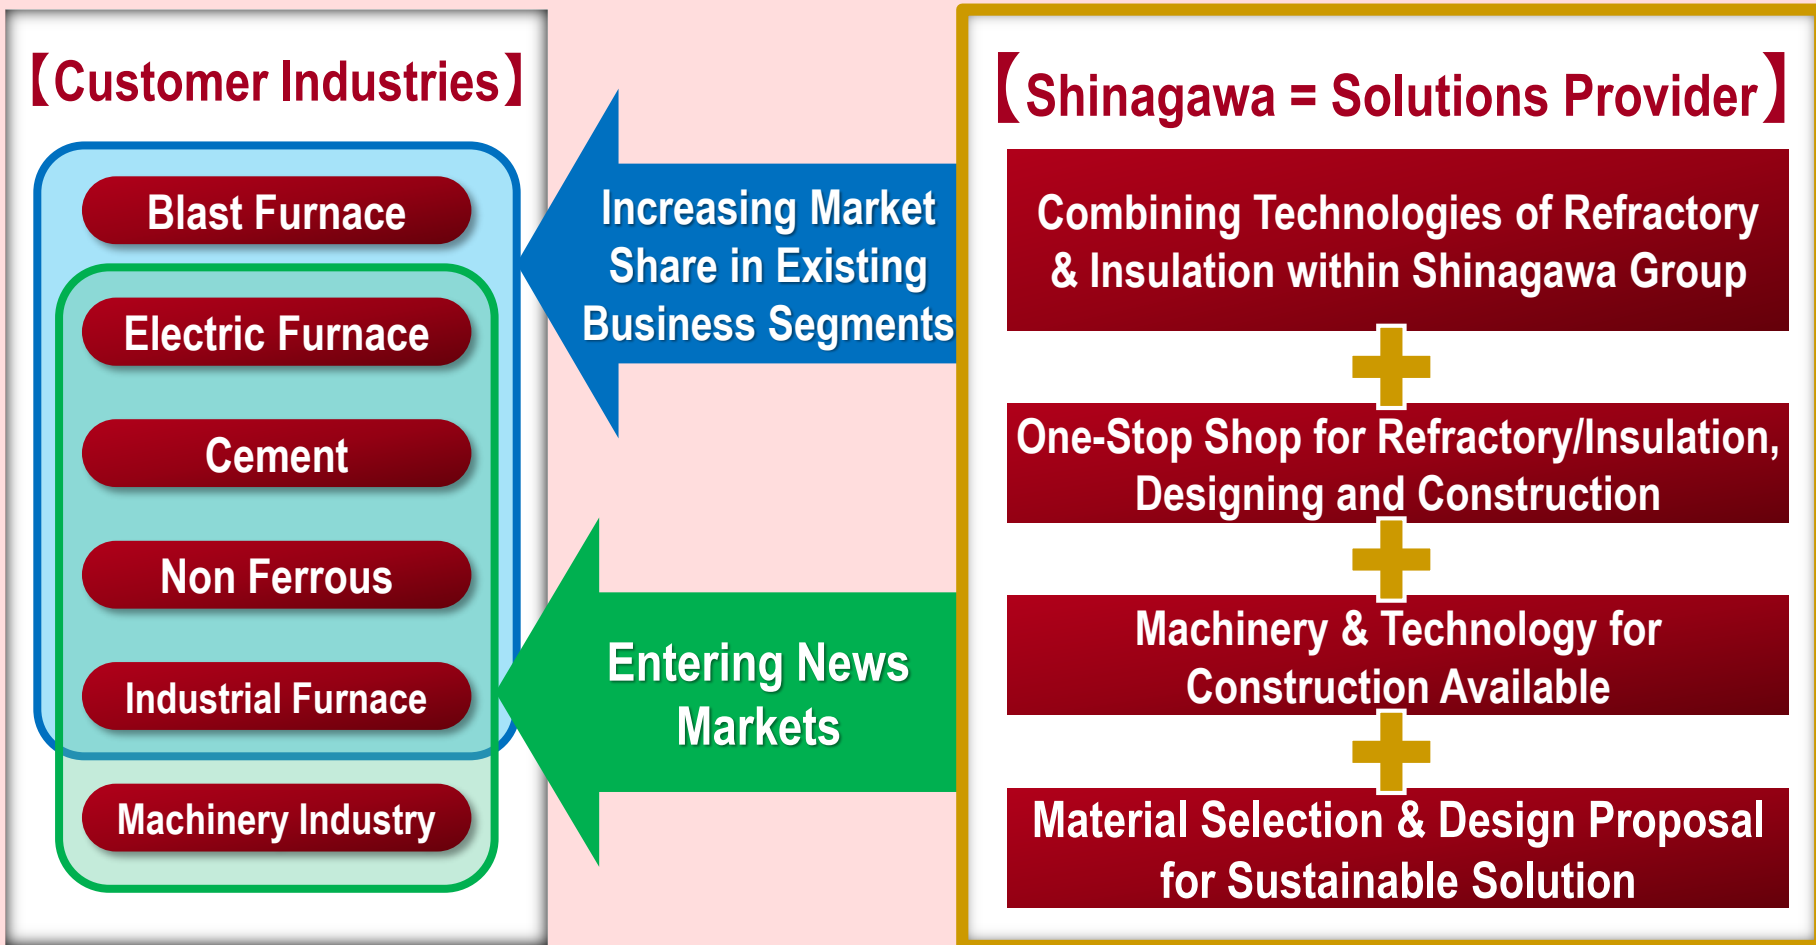 【Customer Industries】
Blast Furnace
Electric Furnace
Cement
Non Ferrous
Industrial Furnace
Machinery Industry
Increasing Market
Share in Existing
Business Segments
Entering News
Markets
【Shinagawa = Solutions Provider】
Combining Technologies of Refractory
& Insulation within Shinagawa Group
One-Stop Shop for Refractory/Insulation,
Designing and Construction
Machinery & Technology for
Construction Available
Material Selection & Design Proposal
for Sustainable Solution